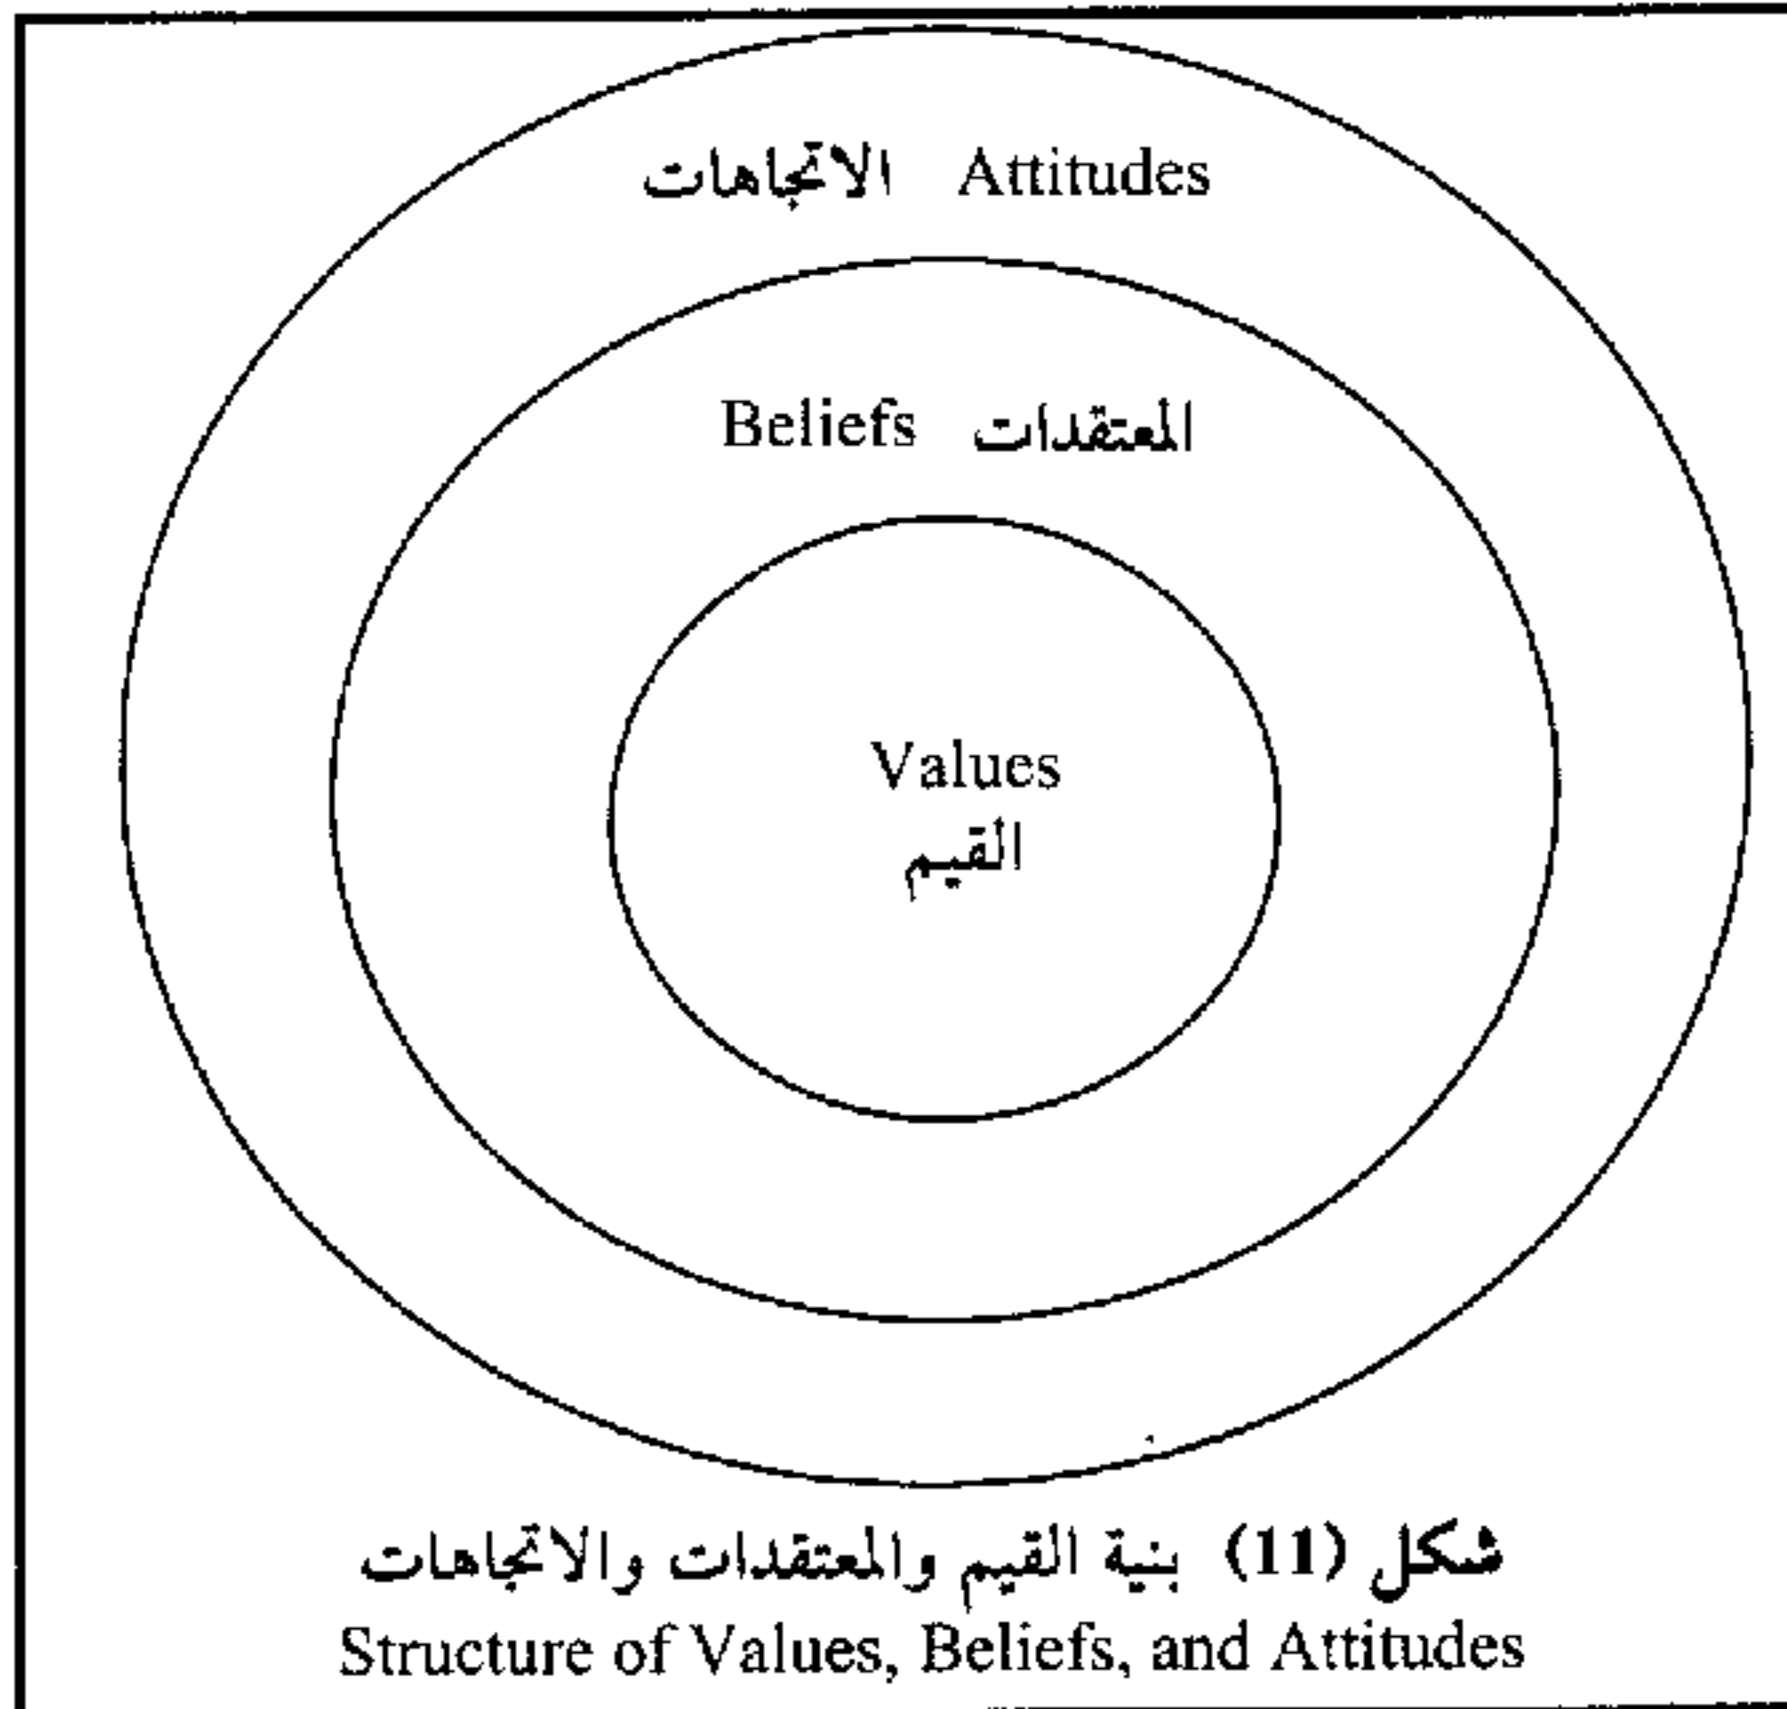 الاتجاهات Attitudes
Beliefs المعتقدات
Values
القيم
شكل (11) بنية القيم والمعتقدات والاتجاهات
Structure of Values, Beliefs, and Attitudes